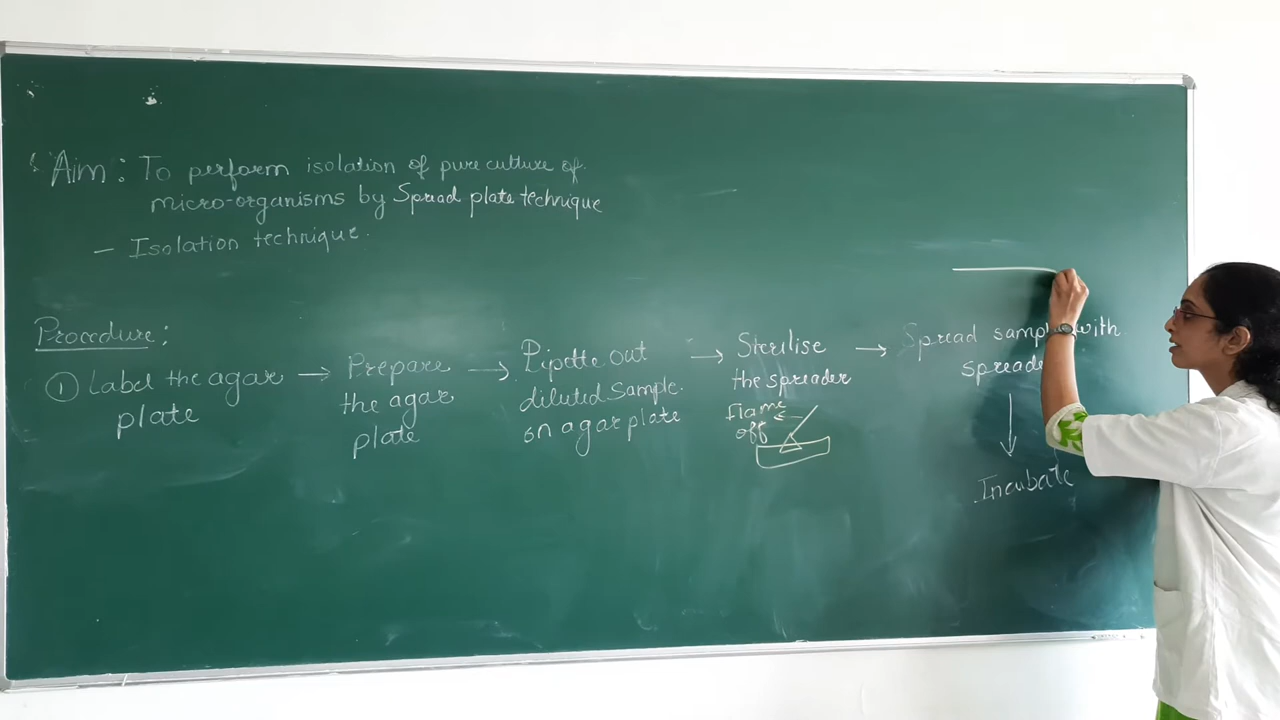 Aim: To perform isolation of pure culture of
micro-organisms by Spread plate technique
- Isolation technique.
Procedure:
① Label the agar
plate
→ Prepare
the agar
plate
→ Pipette out
diluted sample
on agar plate
→ Sterilise
the spreader
Flame
off
→ Spread sample with
spreade
↓
Incubate